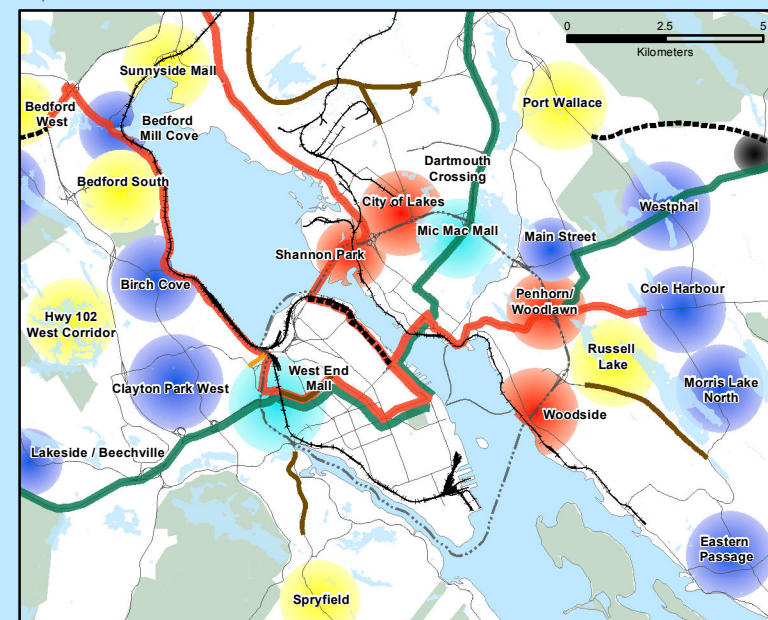 0 2.5 5
Kilometers
Sunnyside Mall
Bedford
West
Bedford
Mill Cove
Port Wallace
Dartmouth
Crossing
Bedford South
City of Lakes
Westphal
Mic Mac Mall
Main Street
Shannon Park
Birch Cove
Cole Harbour
Penhorn/
Woodlawn
Hwy 102
West Corridor
Russell
Lake
West End
Mall
Clayton Park West
Morris Lake
North
Woodside
Lakeside / Beechville
Eastern
Passage
Spryfield